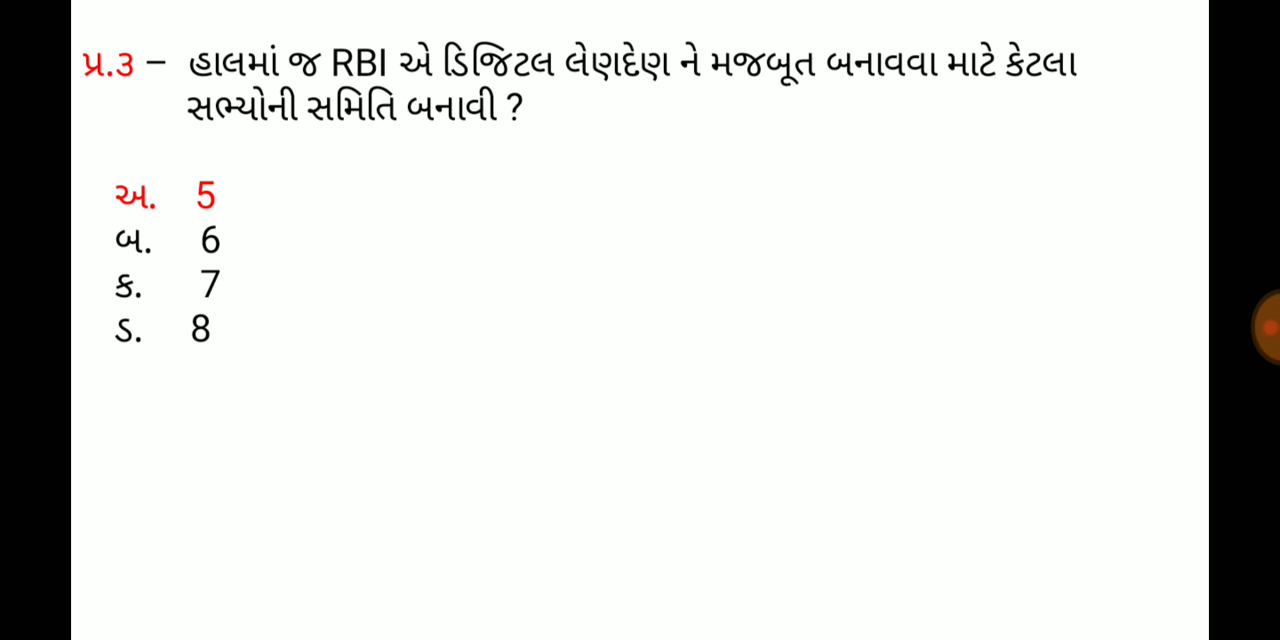 પ્ર.૩ – હાલમાં જ RBI એ ડિજિટલ લેણદેણ ને મજબૂત બનાવવા માટે કેટલા
સભ્યોની સમિતિ બનાવી ?
અ. 5
બ. 6
ક. 7
ડ. 8